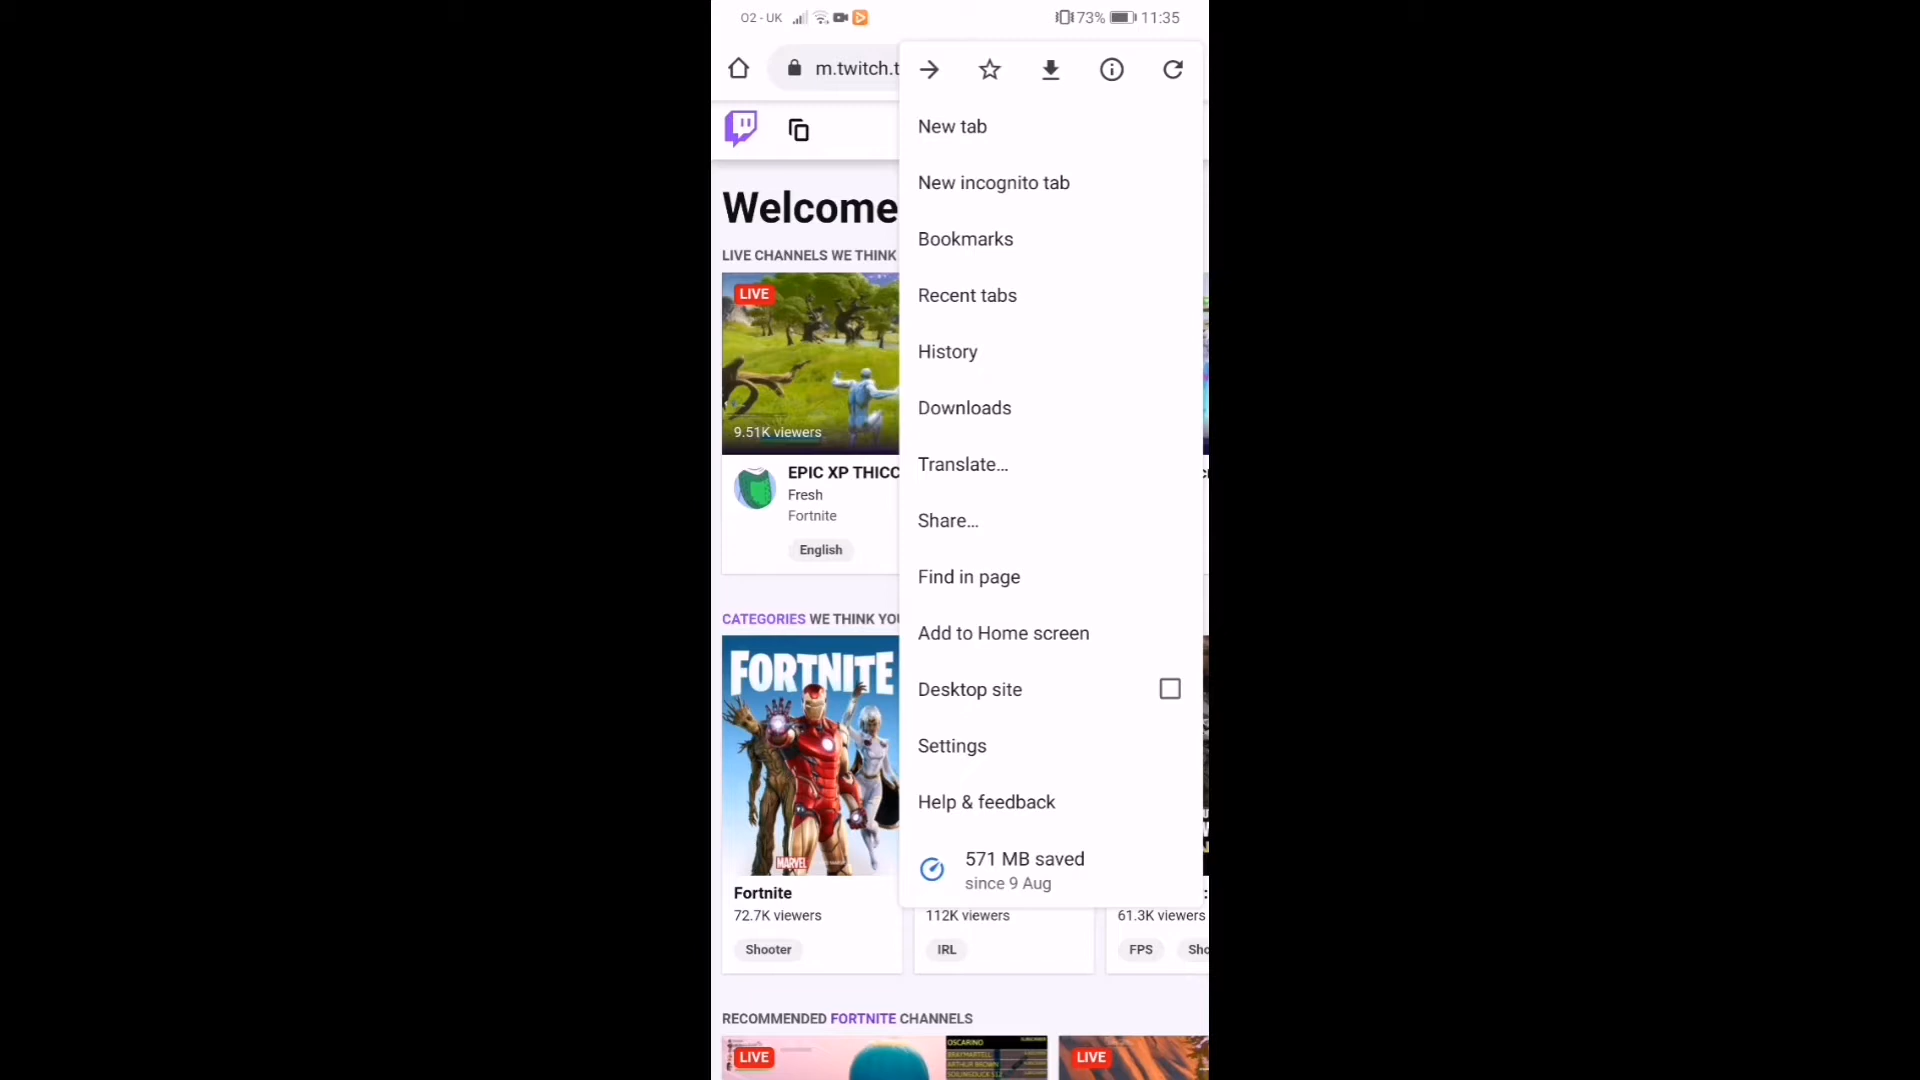 O2 - UK
73% 11:35
m.twitch.t
New tab
New incognito tab
Bookmarks
Recent tabs
History
Downloads
Translate...
Share...
Find in page
Add to Home screen
Desktop site
Settings
Help & feedback
571 MB saved
since 9 Aug
Welcome
LIVE CHANNELS WE THINK
LIVE
9.51K viewers
EPIC XP THICC
Fresh
Fortnite
English
CATEGORIES WE THINK YOU
FORTNITE
MARVEL
Fortnite
72.7K viewers
Shooter
112K viewers
IRL
61.3K viewers
FPS Sho
RECOMMENDED FORTNITE CHANNELS
LIVE
OSCARINO
BRAYMARTELL
ARTHUR BROWN
LIVE